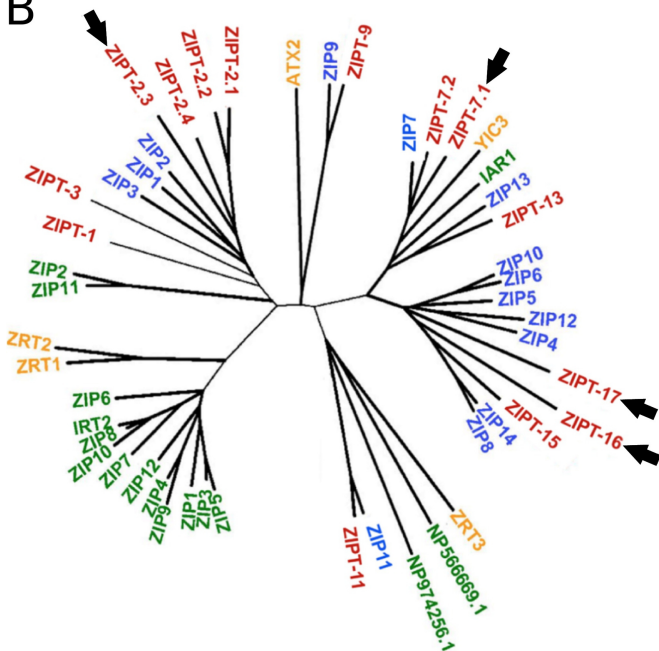 B
ZIPT-2.3
ZIPT-2.4
ZIPT-2.2
ZIPT-2.1
ATX2
ZIP9
ZIPT-9
ZIP7
ZIPT-7.2
ZIPT-7.1
YIC3
IAR1
ZIP13
ZIPT-13
ZIP10
ZIP6
ZIP5
ZIP12
ZIP4
ZIPT-17
ZIPT-16
ZIPT-15
ZIP14
ZIP8
ZRT3
NP566669.1
NP974256.1
ZIP11
ZIPT-11
ZIP5
ZIP3
ZIP1
ZIP9
ZIP4
ZIP12
ZIP7
ZIP10
ZIP8
IRT2
ZIP6
ZRT1
ZRT2
ZIP11
ZIP2
ZIPT-1
ZIPT-3
ZIP3
ZIP1
ZIP2